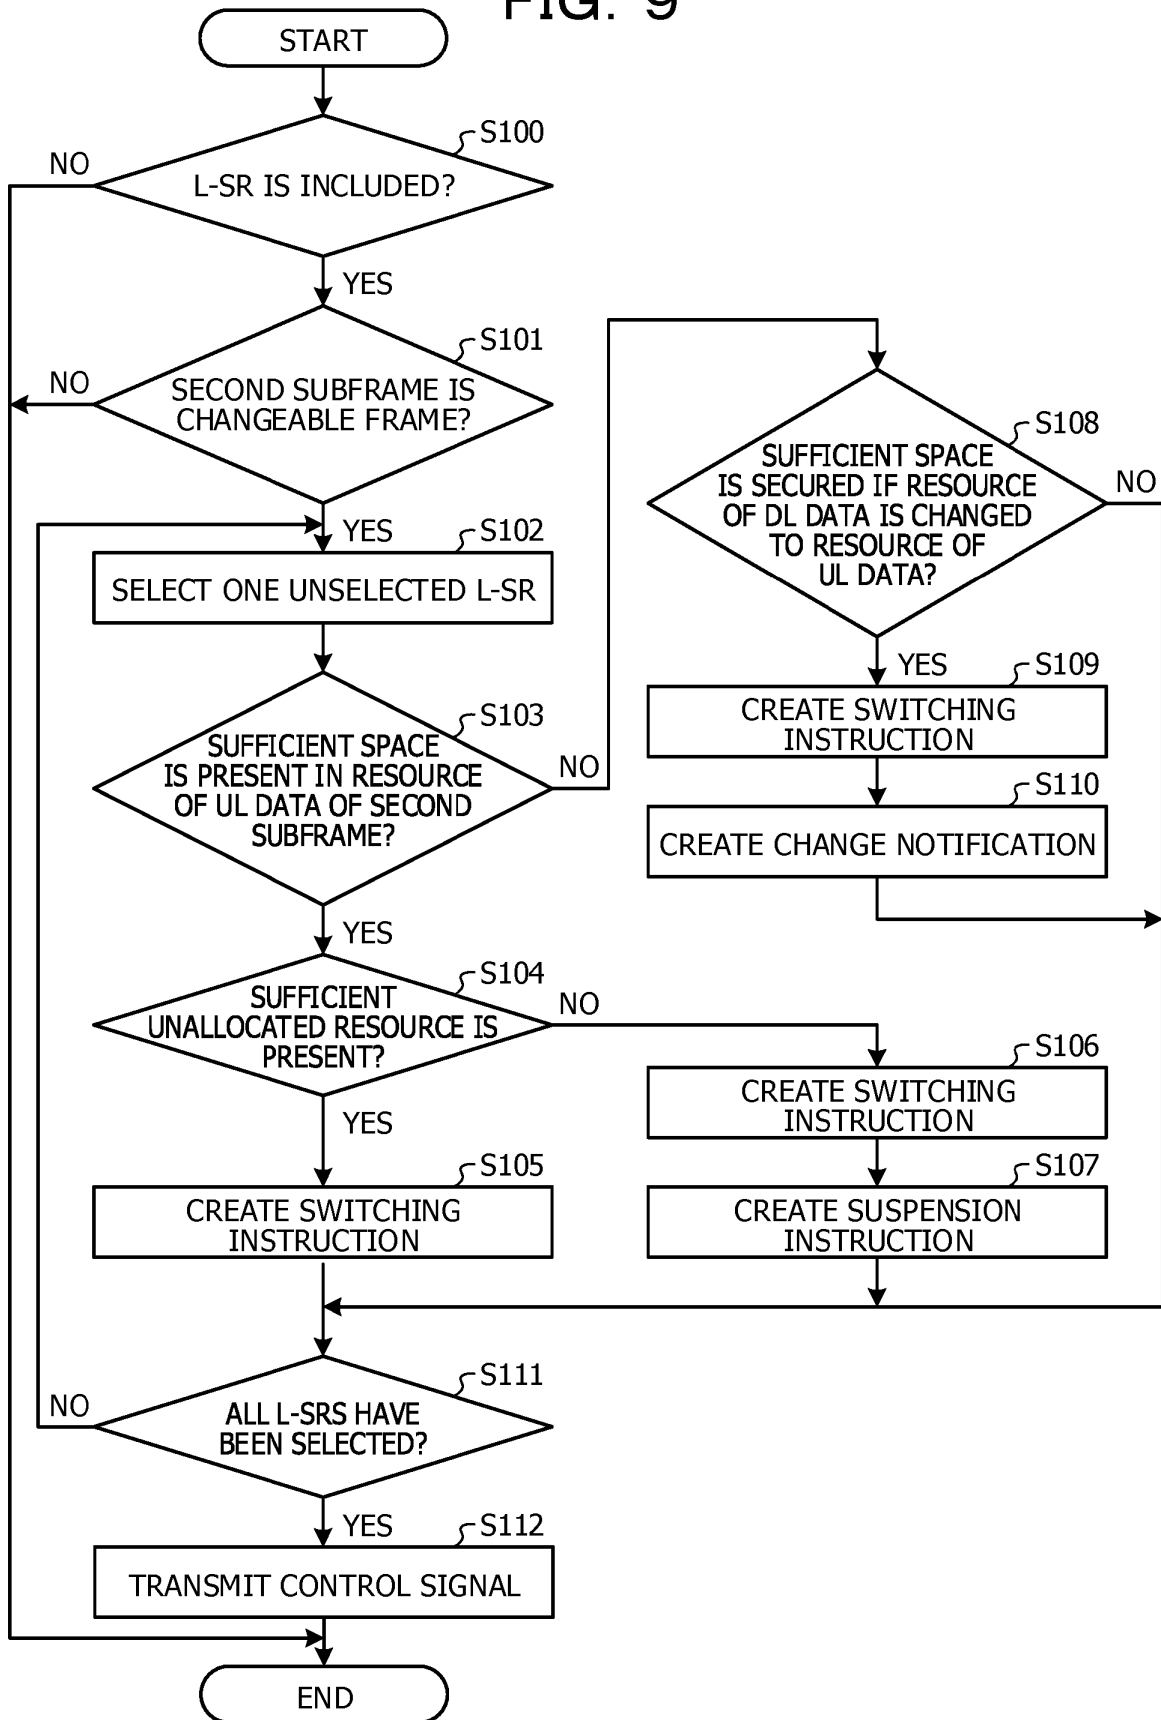 FIG. 9
START
S100
NO
L-SR IS INCLUDED?
YES
S101
NO
SECOND SUBFRAME IS
CHANGEABLE FRAME?
YES
S102
SELECT ONE UNSELECTED L-SR
S103
SUFFICIENT SPACE
IS PRESENT IN RESOURCE
OF UL DATA OF SECOND
SUBFRAME?
NO
YES
S104
SUFFICIENT
UNALLOCATED RESOURCE IS
PRESENT?
NO
YES
S105
CREATE SWITCHING
INSTRUCTION
S106
CREATE SWITCHING
INSTRUCTION
S107
CREATE SUSPENSION
INSTRUCTION
S108
SUFFICIENT SPACE
IS SECURED IF RESOURCE
OF DL DATA IS CHANGED
TO RESOURCE OF
UL DATA?
NO
YES
S109
CREATE SWITCHING
INSTRUCTION
S110
CREATE CHANGE NOTIFICATION
S111
NO
ALL L-SRS HAVE
BEEN SELECTED?
YES
S112
TRANSMIT CONTROL SIGNAL
END